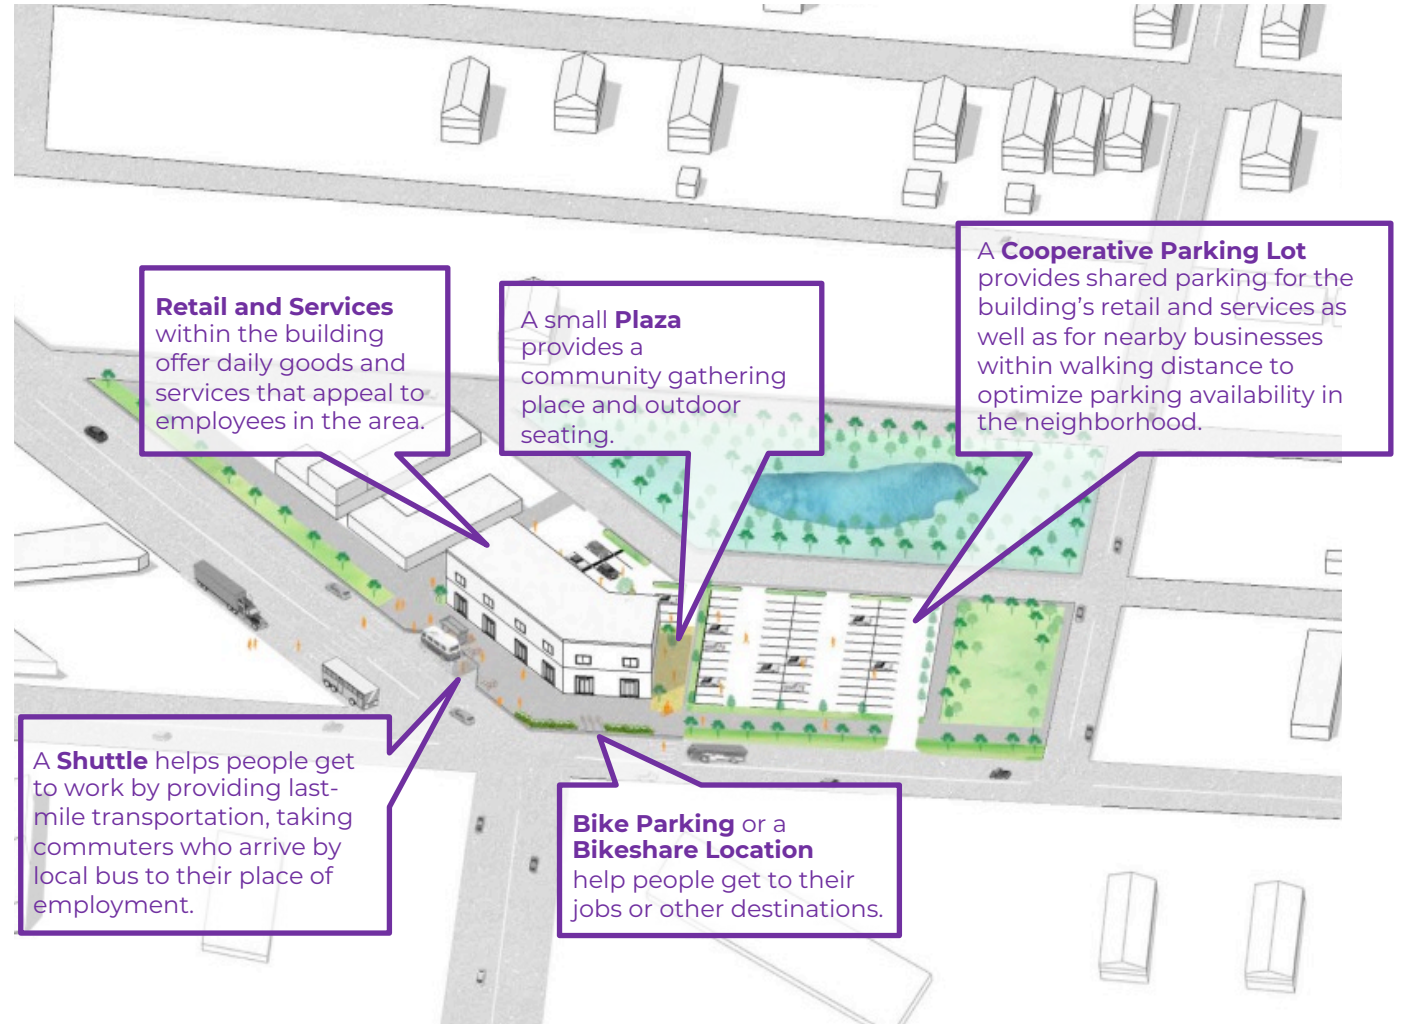 Retail and Services
within the building
offer daily goods and
services that appeal to
employees in the area.
A small Plaza
provides a
community gathering
place and outdoor
seating.
A Cooperative Parking Lot
provides shared parking for the
building’s retail and services as
well as for nearby businesses
within walking distance to
optimize parking availability in
the neighborhood.
A Shuttle helps people get
to work by providing last-
mile transportation, taking
commuters who arrive by
local bus to their place of
employment.
Bike Parking or a
Bikeshare Location
help people get to their
jobs or other destinations.